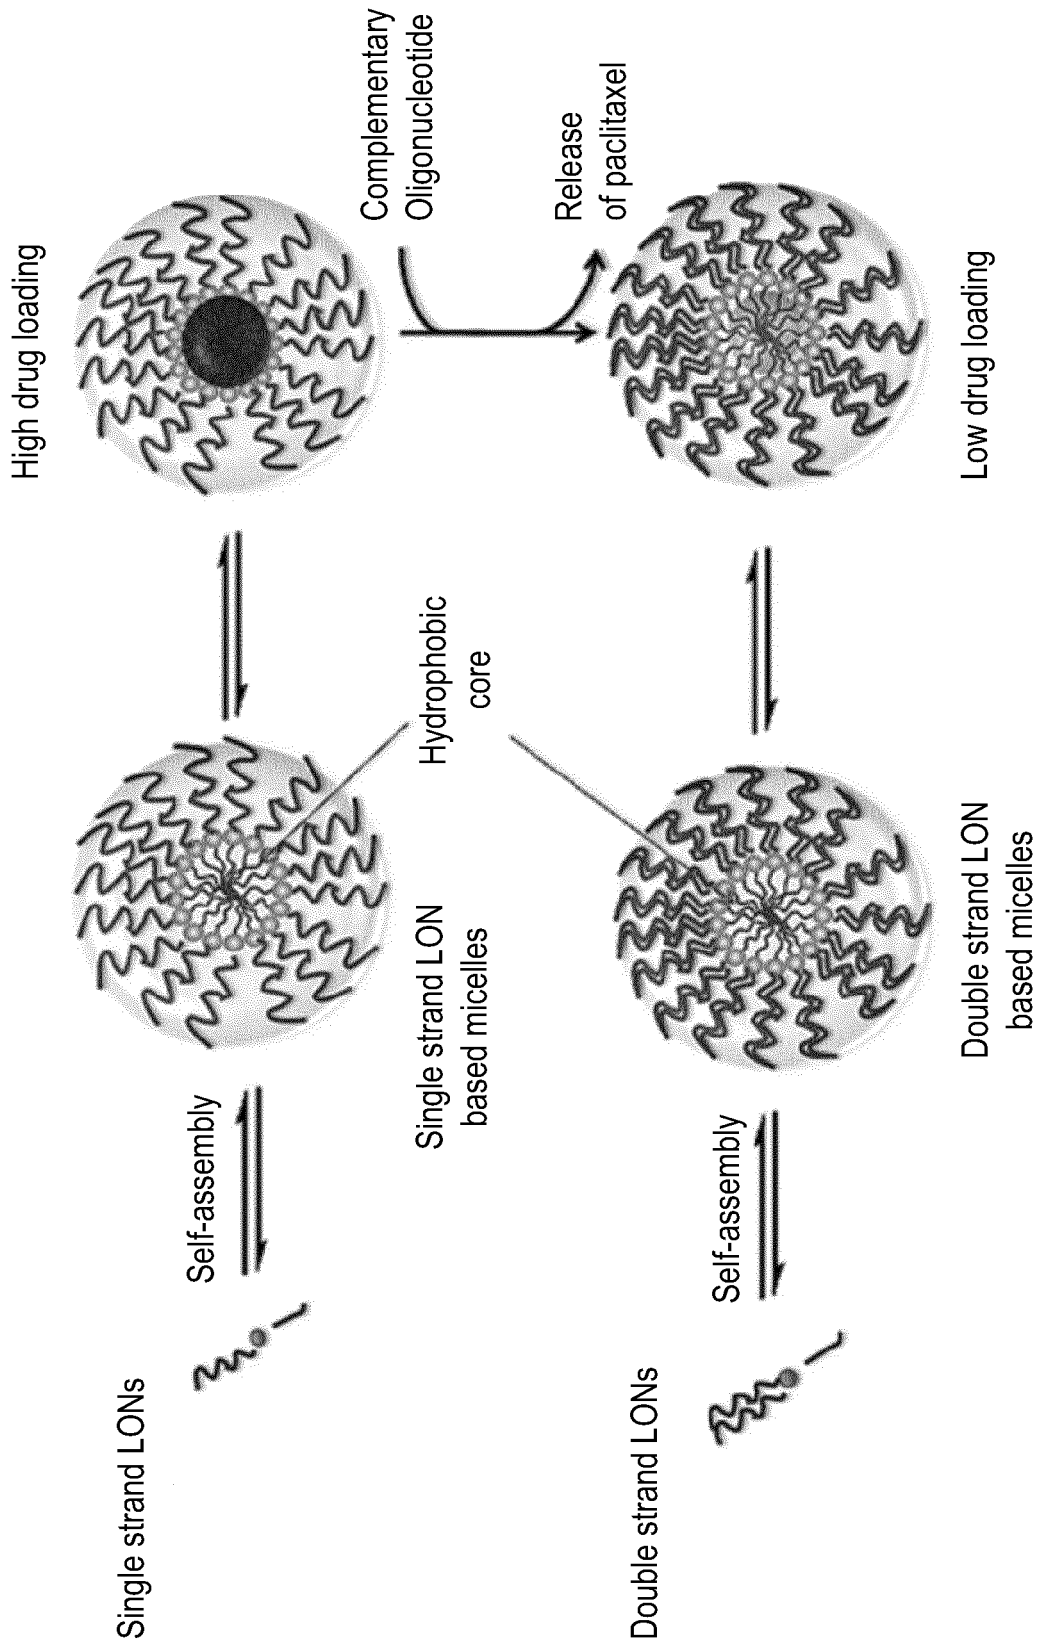 Single strand LONs
Self-assembly
Single strand LON
based micelles
High drug loading
Hydrophobic
core
Complementary
Oligonucleotide
Release
of paclitaxel
Double strand LONs
Self-assembly
Double strand LON
based micelles
Low drug loading